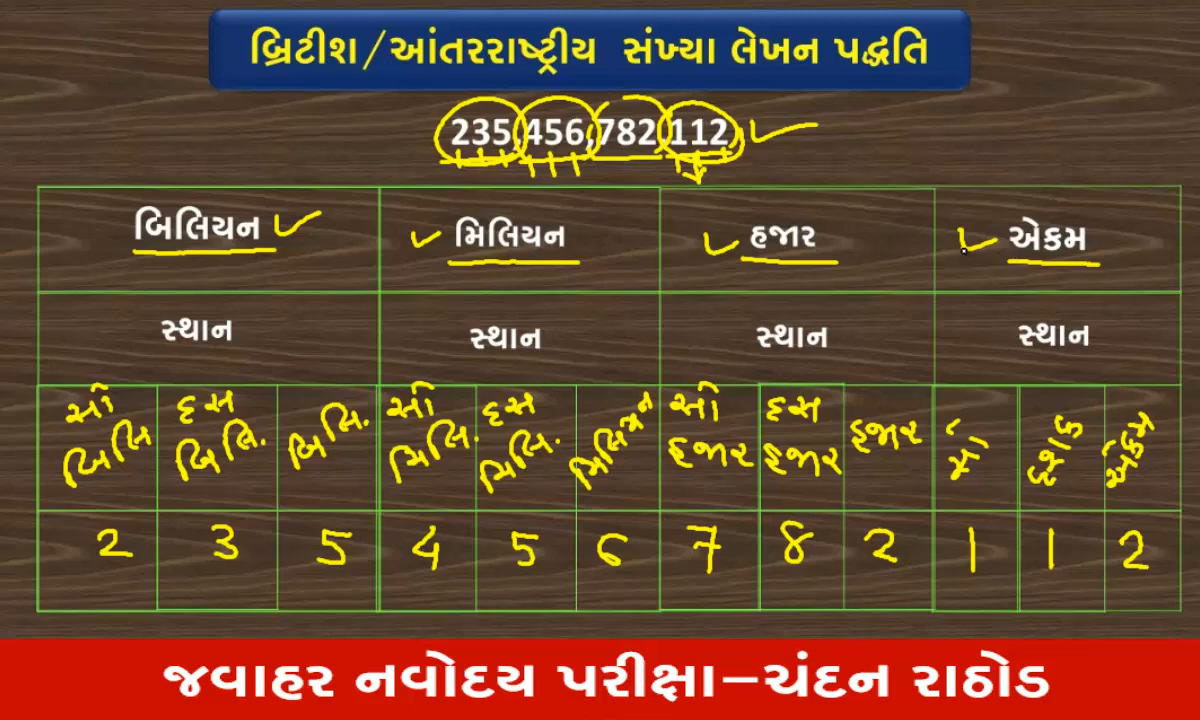 બ્રિટીશ/આંતરરાષ્ટ્રીય સંખ્યા લેખન પદ્ધતિ
235,456,782,112
બિલિયન મિલિયન હજાર એકમ
સ્થાન સ્થાન સ્થાન સ્થાન
સો બિલિ દસ બિલિ. બિલિ. સો મિલિ. દસ મિલિ. મિલિયન સો હજાર દસ હજાર હજાર સો દશક એકમ
2 3 5 4 5 6 7 8 2 1 1 2
જવાહર નવોદય પરીક્ષા-ચંદન રાઠોડ